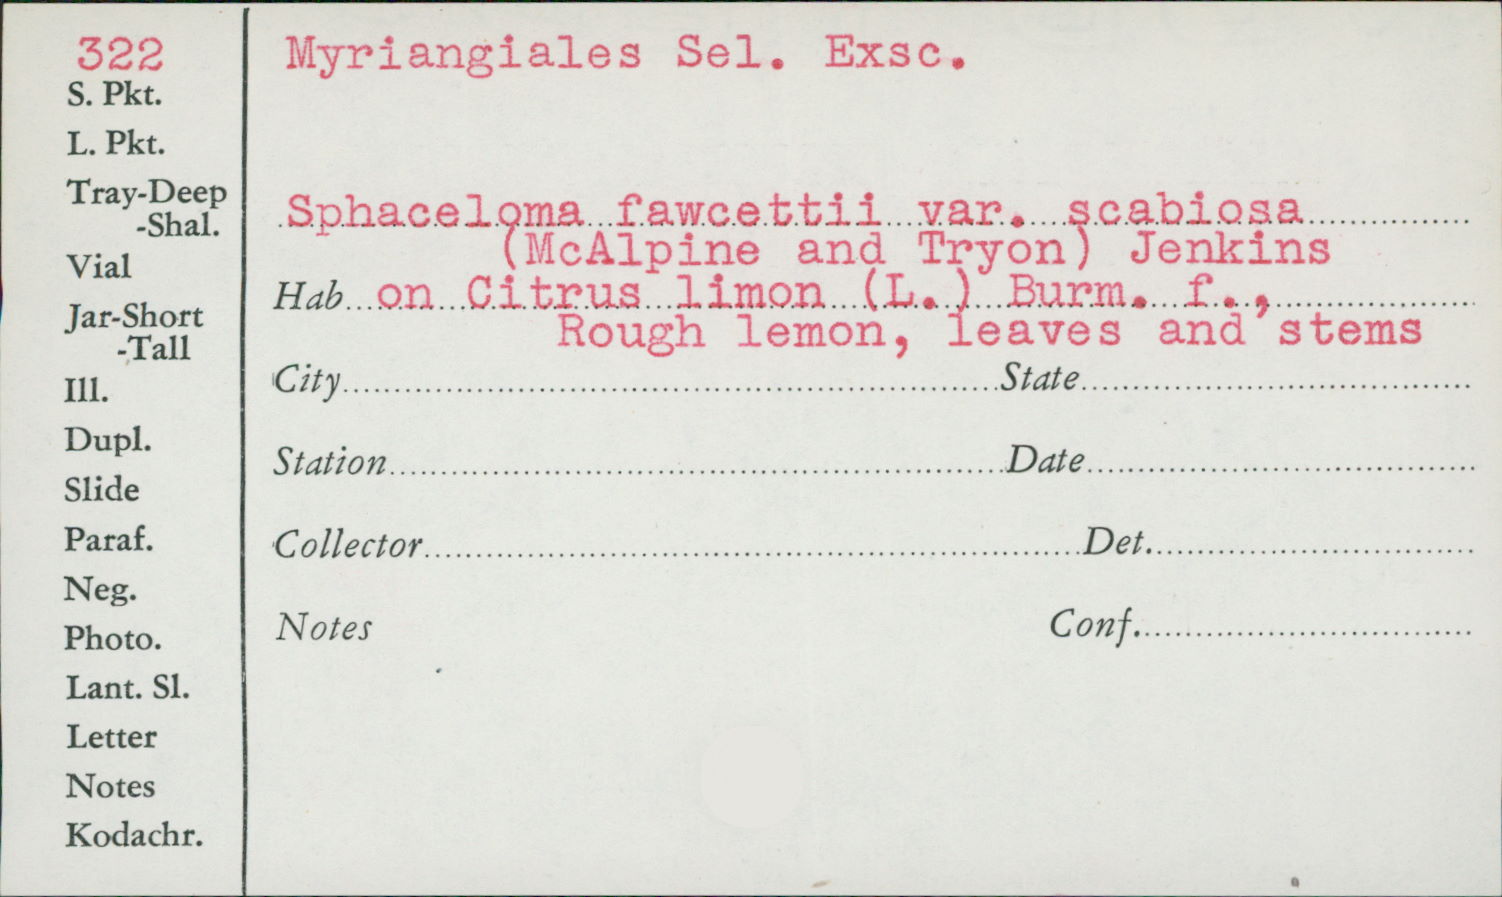 322
S. Pkt.
L. Pkt.
Tray-Deep
-Shal.
Vial
Jar-Short
-Tall
Ill.
Dupl.
Slide
Paraf.
Neg.
Photo.
Lant. Sl.
Letter
Notes
Kodachr.
Myriangiales Sel. Exsc.
Sphaceloma fawcettii var. scabiosa
(McAlpine and Tryon) Jenkins
Hab. on Citrus limon (L.) Burm. f.,
Rough lemon, leaves and stems
City State
Station Date
Collector Det.
Notes Conf.